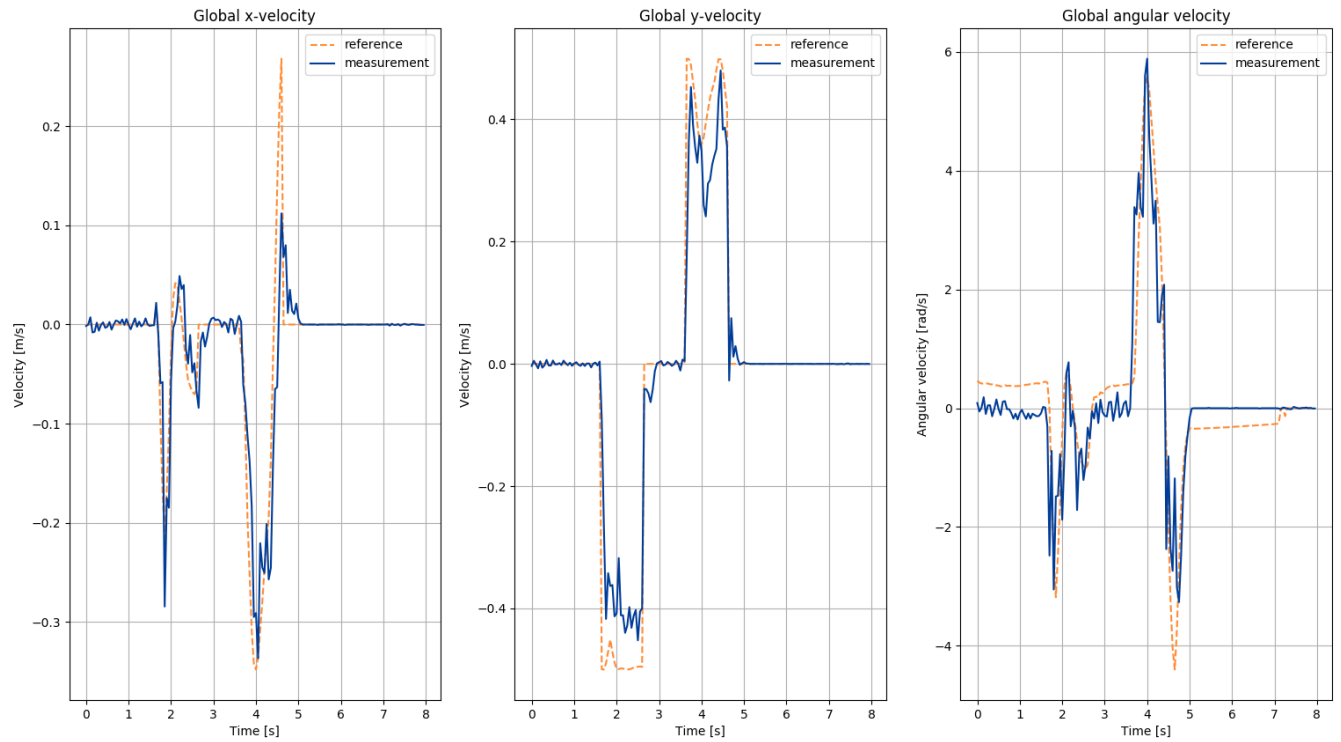 Global x-velocity
reference
measurement
0.2
0.1
0.0
−0.1
−0.2
−0.3
Velocity [m/s]
0 1 2 3 4 5 6 7 8
Time [s]
Global y-velocity
reference
measurement
0.4
0.2
0.0
−0.2
−0.4
Velocity [m/s]
0 1 2 3 4 5 6 7 8
Time [s]
Global angular velocity
reference
measurement
6
4
2
0
−2
−4
Angular velocity [rad/s]
0 1 2 3 4 5 6 7 8
Time [s]